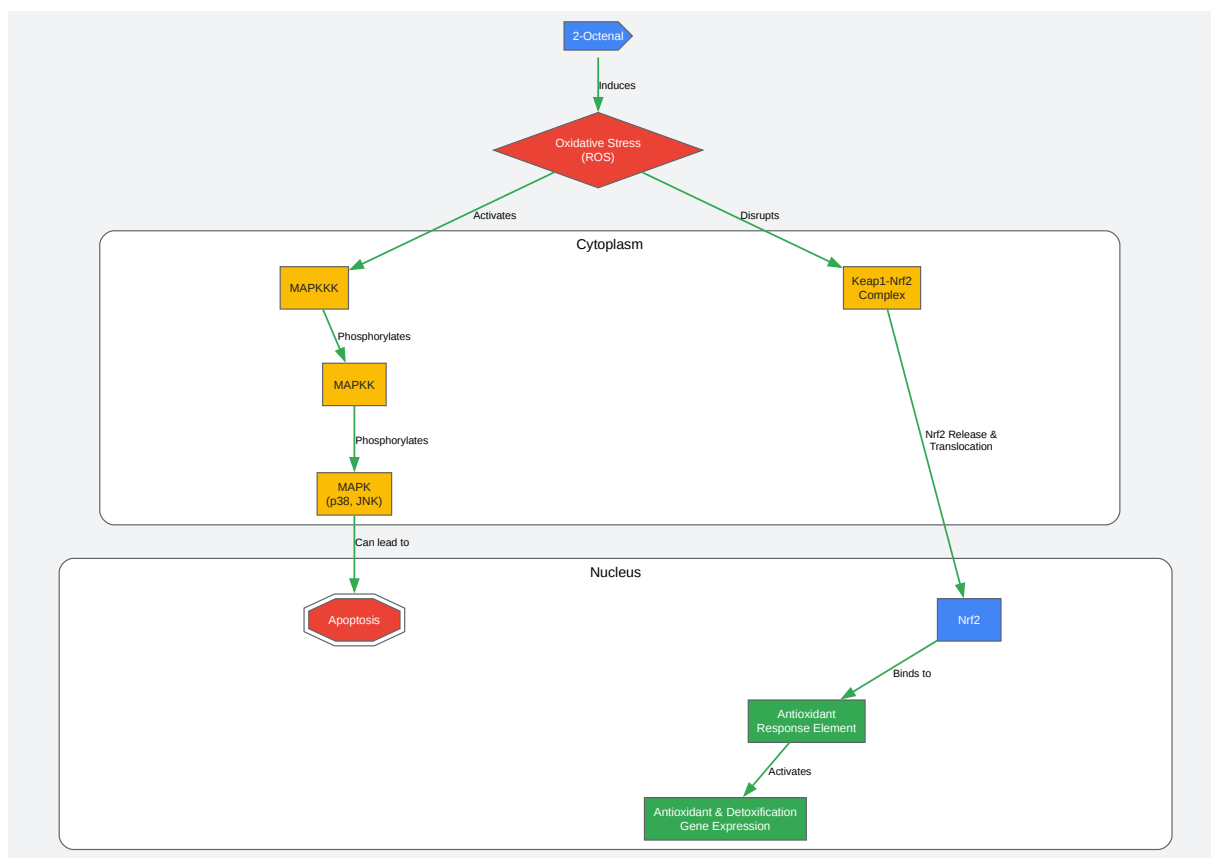 2-Octenal
Induces
Oxidative Stress
(ROS)
Activates
Disrupts
Cytoplasm
MAPKKK
Keap1-Nrf2
Complex
Phosphorylates
MAPKK
Phosphorylates
Nrf2 Release &
Translocation
MAPK
(p38, JNK)
Can lead to
Nucleus
Apoptosis
Nrf2
Binds to
Antioxidant
Response Element
Activates
Antioxidant & Detoxification
Gene Expression